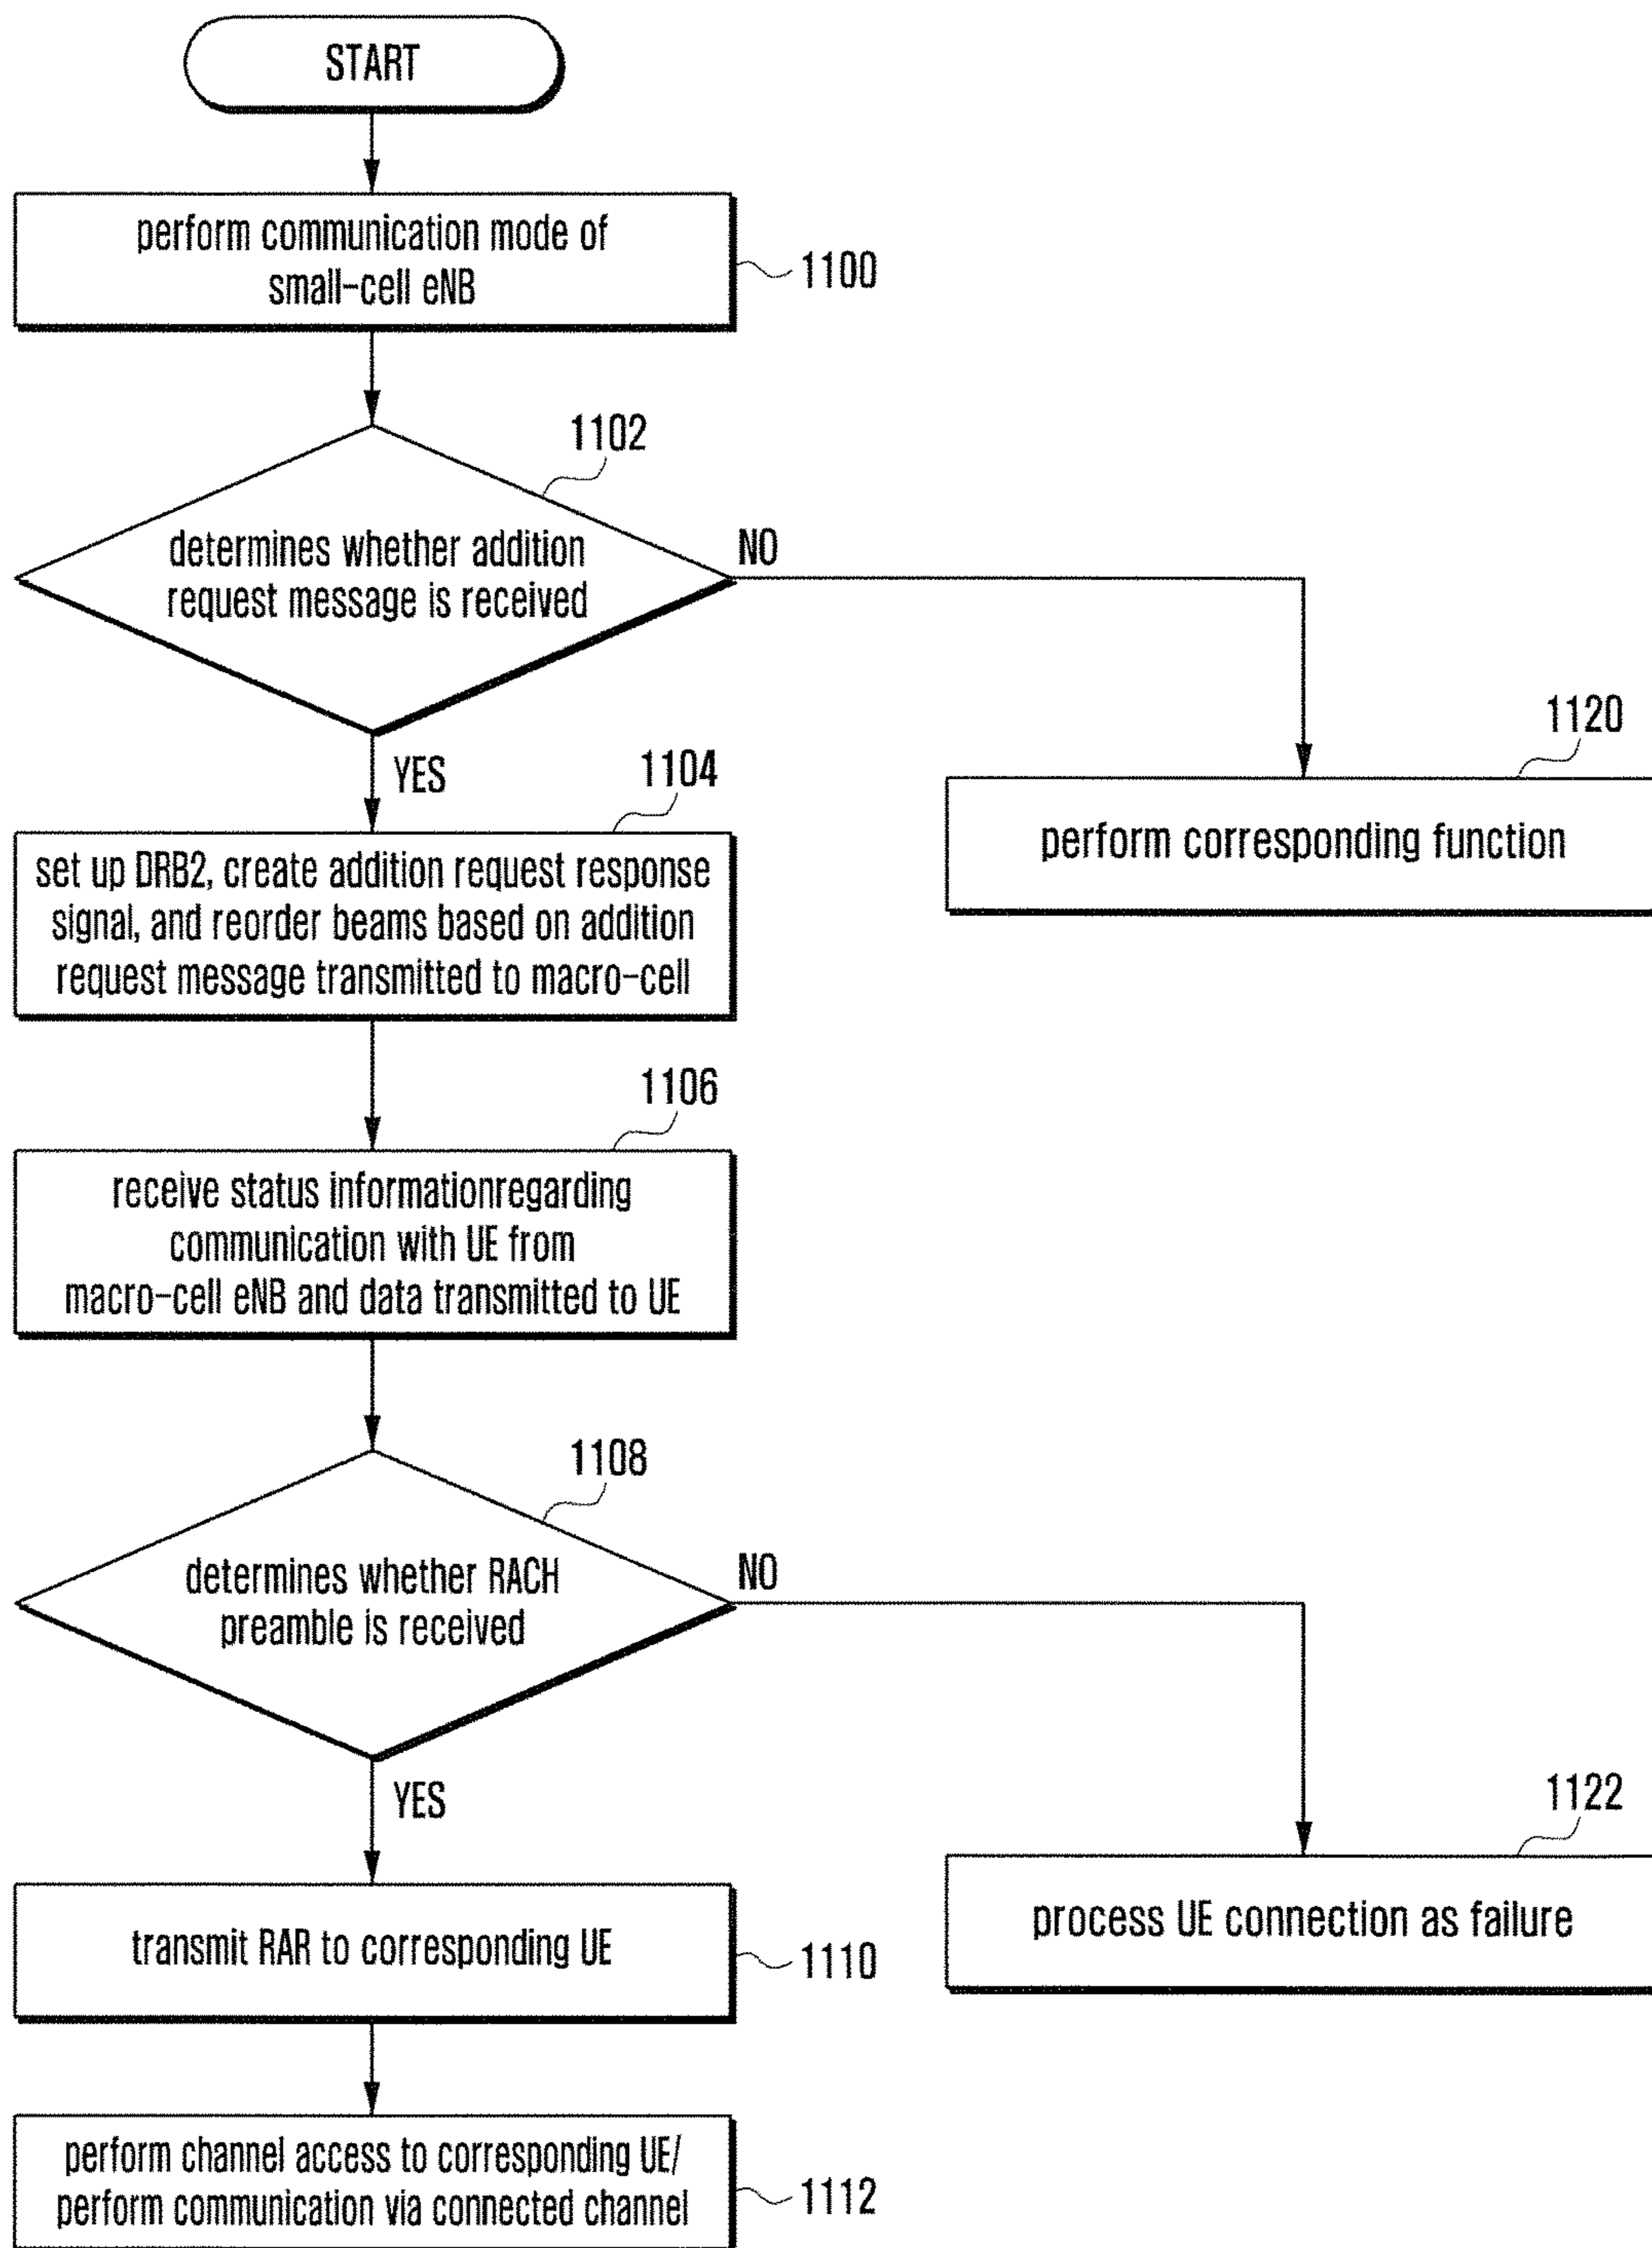 START
perform communication mode of
small-cell eNB
1100
1102
determines whether addition
request message is received
NO
YES
1120
perform corresponding function
1104
set up DRB2, create addition request response
signal, and reorder beams based on addition
request message transmitted to macro-cell
1106
receive status informationregarding
communication with UE from
macro-cell eNB and data transmitted to UE
1108
determines whether RACH
preamble is received
NO
YES
1122
process UE connection as failure
transmit RAR to corresponding UE
1110
perform channel access to corresponding UE/
perform communication via connected channel
1112